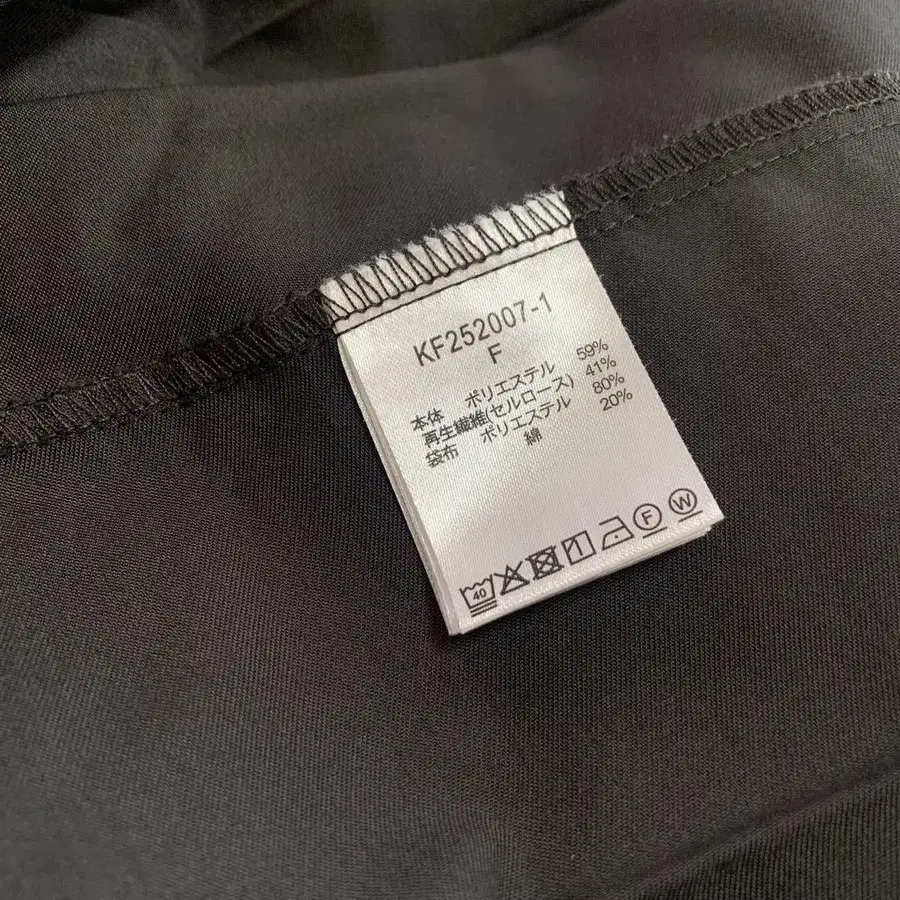 KF252007-1
F
本体 ポリエステル 59%
再生繊維(セルロース) 41%
袋布 ポリエステル 80%
綿 20%
40 F W